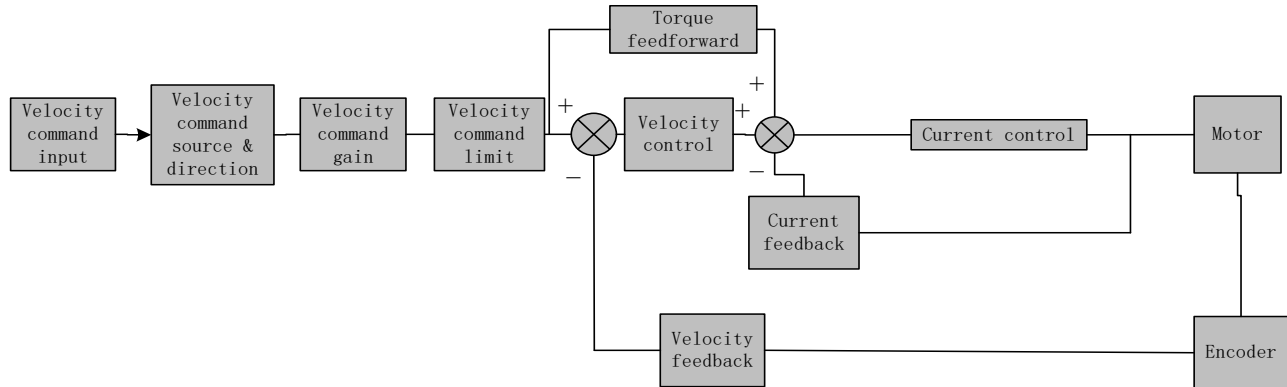 Torque
feedforward
Velocity
command
input
Velocity
command
source &
direction
Velocity
command
gain
Velocity
command
limit
+
−
Velocity
control
+
+
−
Current control
Motor
Current
feedback
Velocity
feedback
Encoder